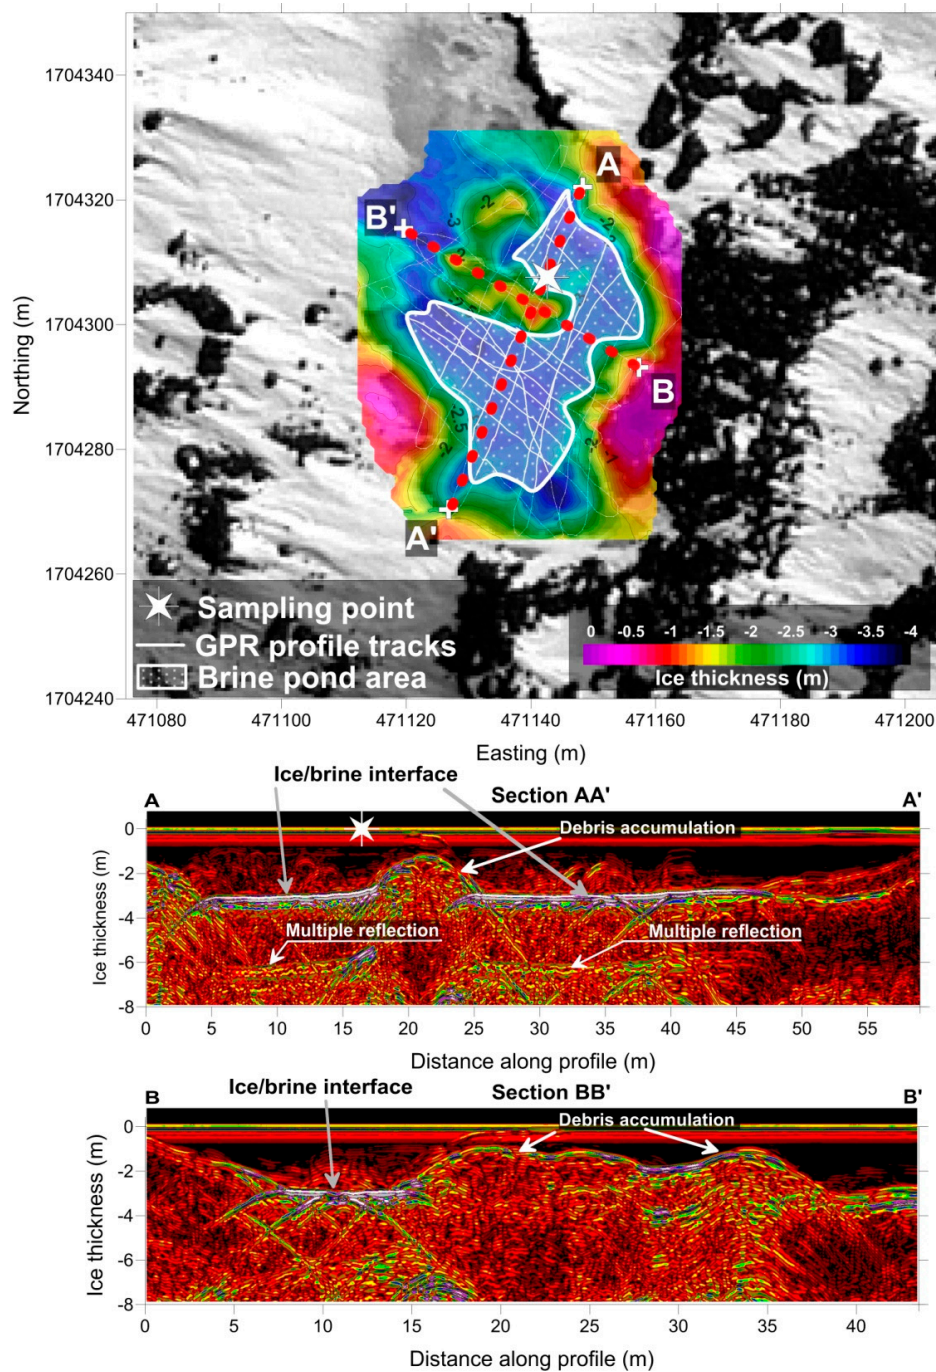 1704340
1704320
1704300
1704280
1704260
1704240
Northing (m)
A
B'
-2
-3
B
-2.5
-2
-2
-1
A'
Sampling point
GPR profile tracks
Brine pond area
0 -0.5 -1 -1.5 -2 -2.5 -3 -3.5 -4
Ice thickness (m)
471080 471100 471120 471140 471160 471180 471200
Easting (m)
Ice/brine interface
A Section AA' A'
Debris accumulation
Multiple reflection
Multiple reflection
0
-2
-4
-6
-8
Ice thickness (m)
0 5 10 15 20 25 30 35 40 45 50 55
Distance along profile (m)
Ice/brine interface
B Section BB' B'
Debris accumulation
0
-2
-4
-6
-8
Ice thickness (m)
0 5 10 15 20 25 30 35 40
Distance along profile (m)